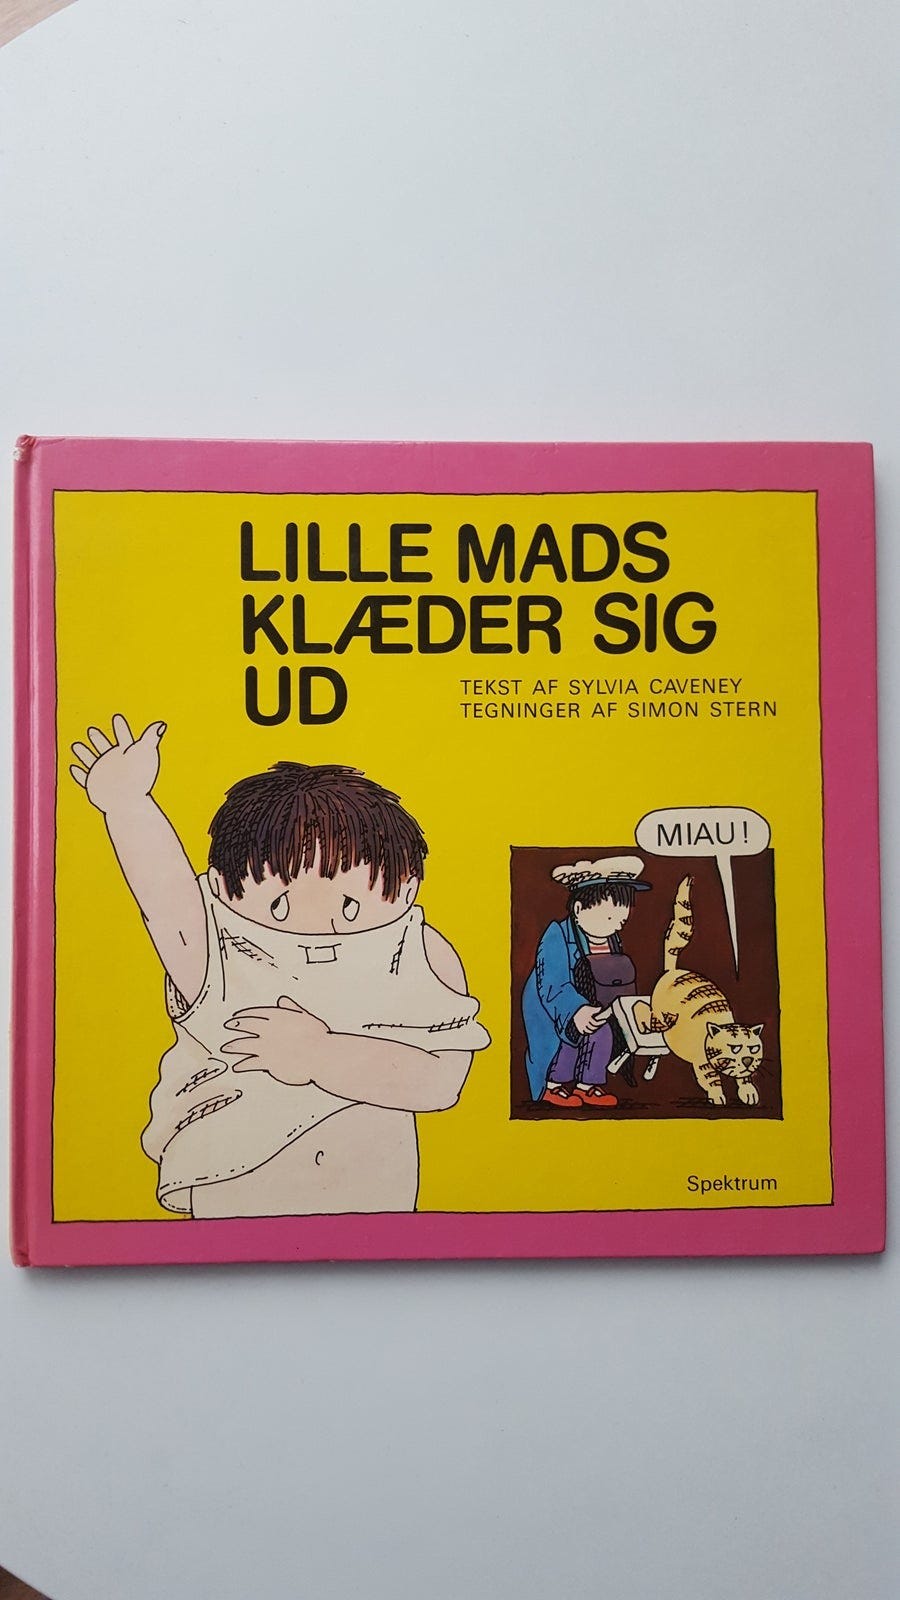 LILLE MADS
KLÆDER SIG
UD
TEKST AF SYLVIA CAVENEY
TEGNINGER AF SIMON STERN
MIAU!
Spektrum